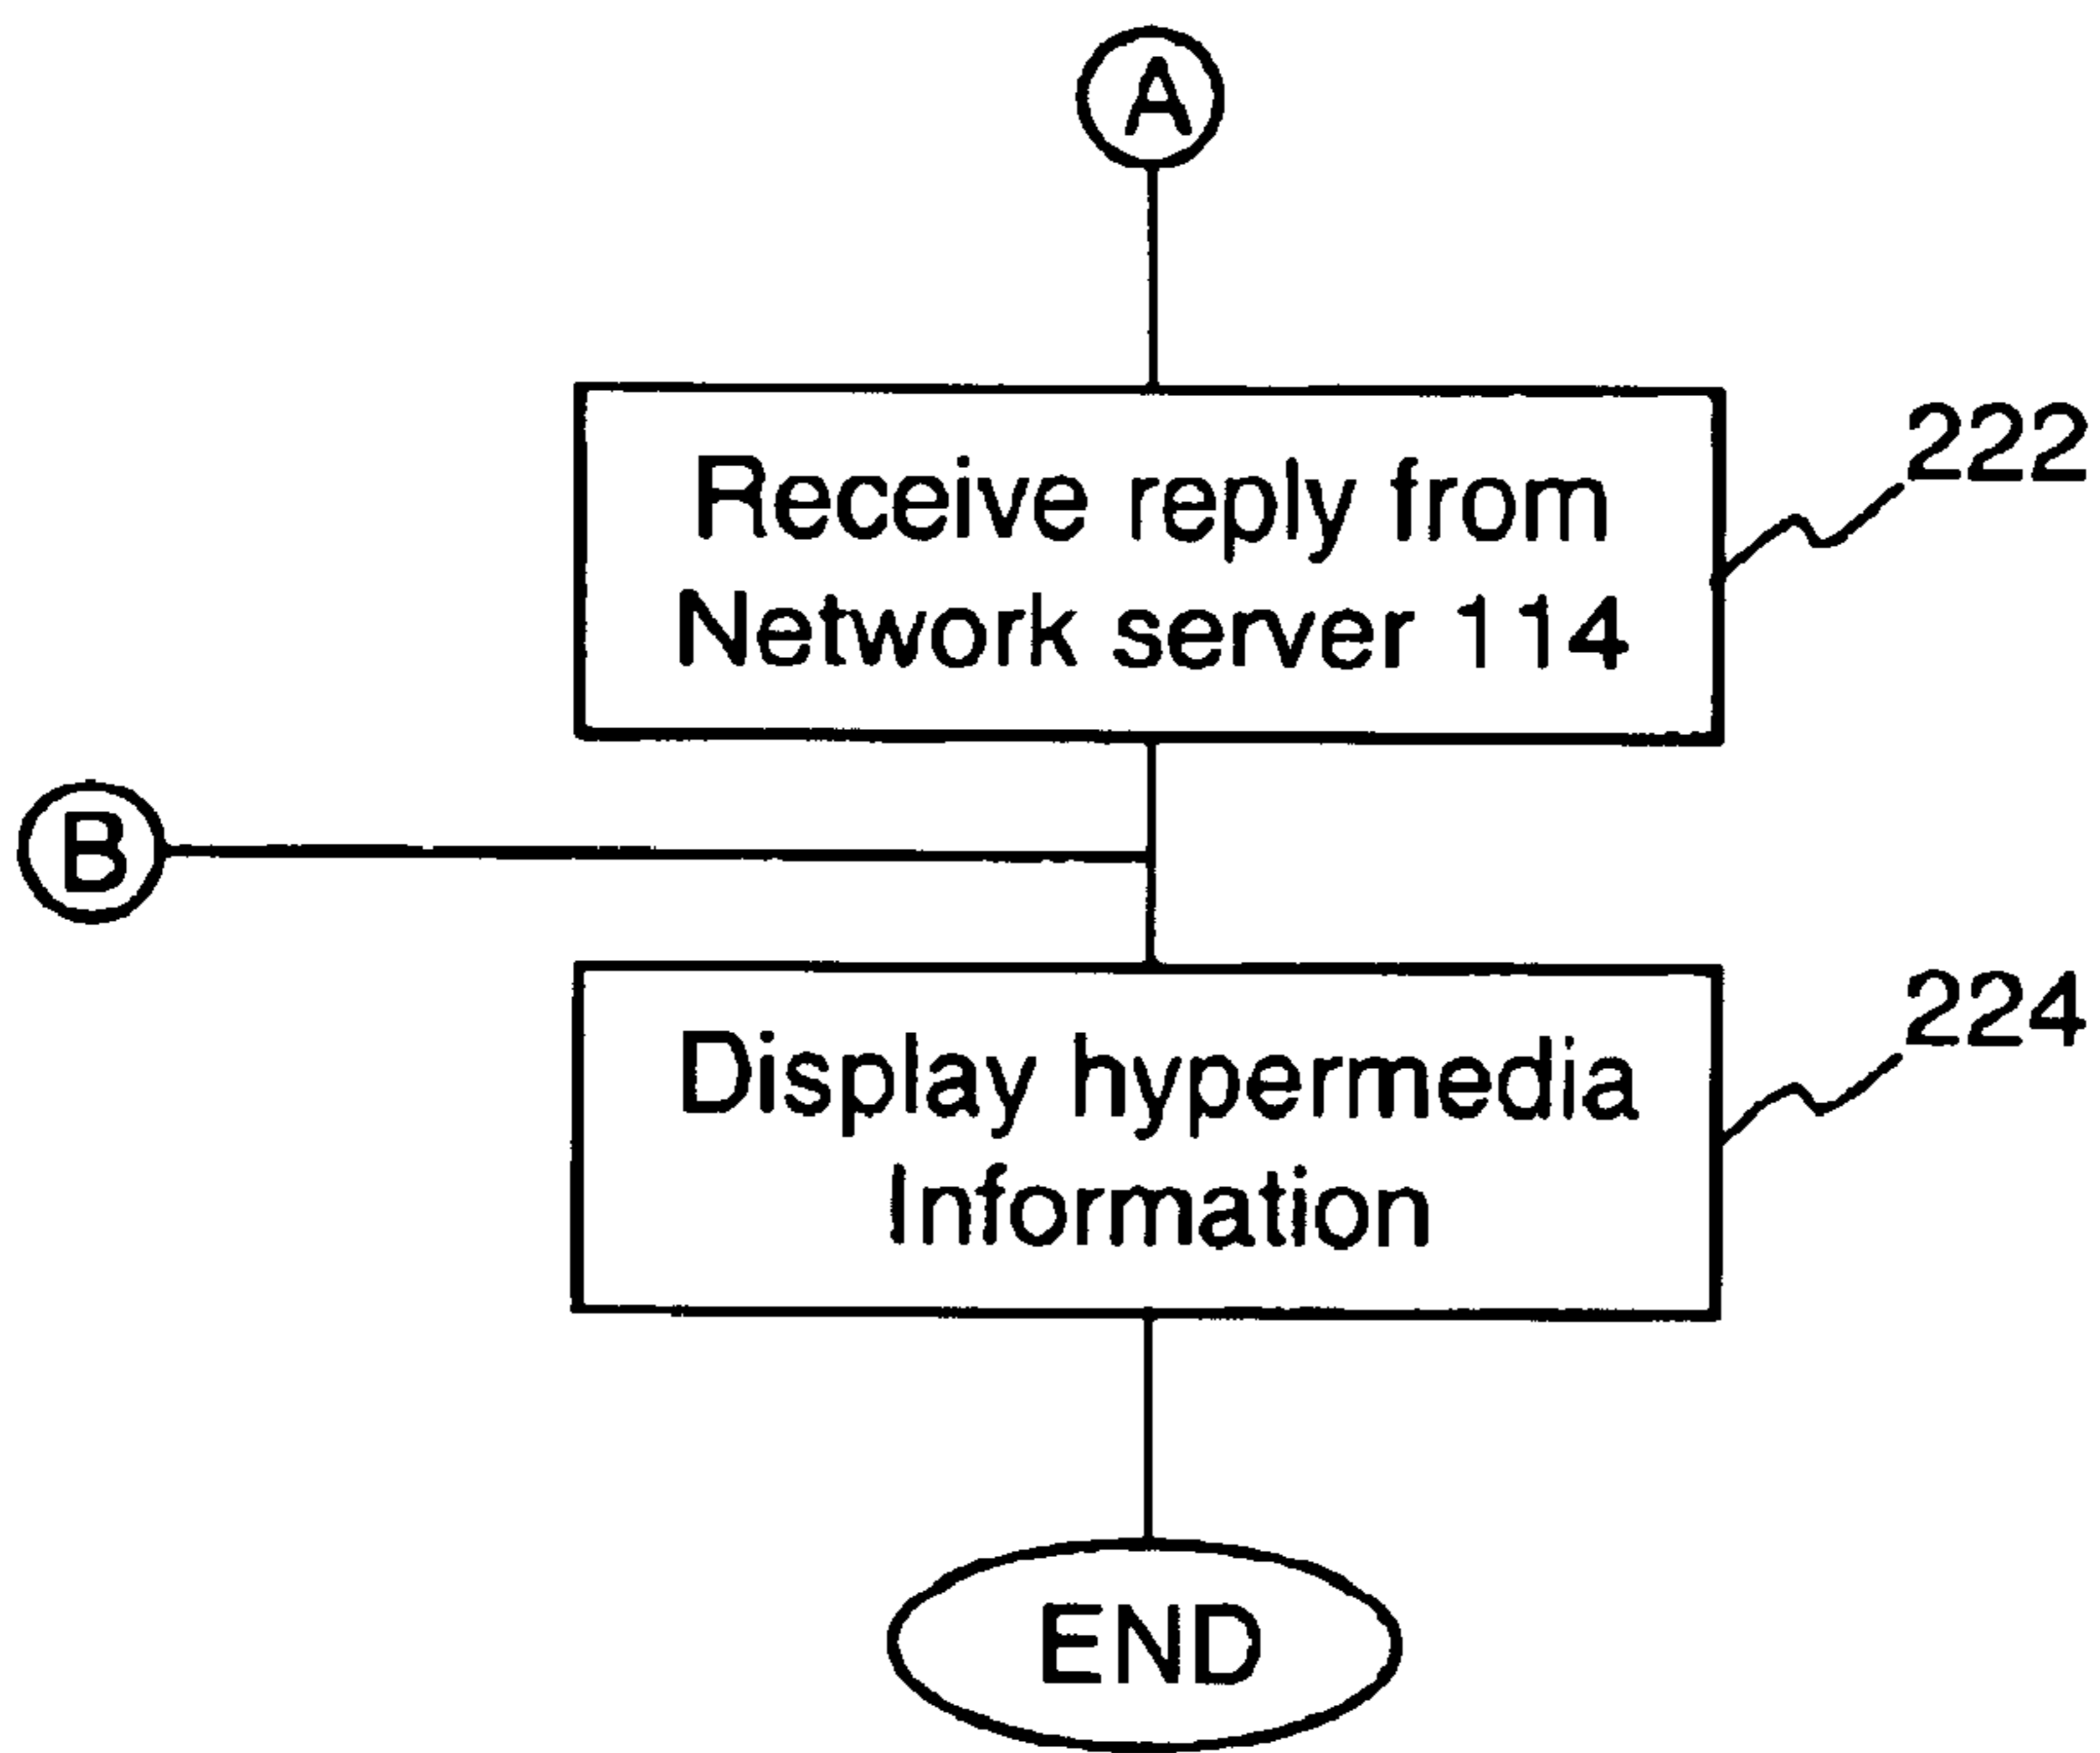 A
Receive reply from
Network server 114
222
B
Display hypermedia
Information
224
END